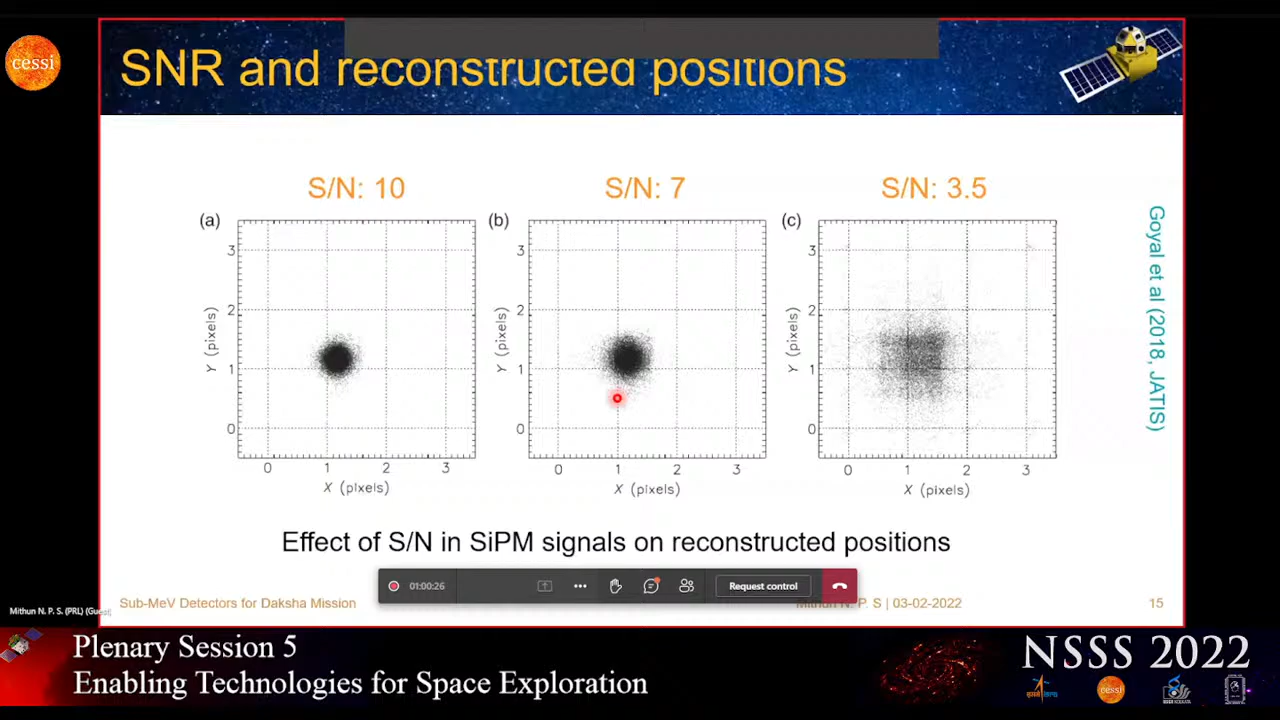 cessi
SNR and reconstructed positions
S/N: 10
S/N: 7
S/N: 3.5
(a)
3
2
1
0
Y (pixels)
0 1 2 3
X (pixels)
(b)
3
2
1
0
Y (pixels)
0 1 2 3
X (pixels)
(c)
3
2
1
0
Y (pixels)
0 1 2 3
X (pixels)
Goyal et al (2018, JATIS)
Effect of S/N in SiPM signals on reconstructed positions
01:00:26
Request control
Mithun N. P. S. (PRL) (Guest)
Sub-MeV Detectors for Daksha Mission
Mithun N. P. S | 03-02-2022
15
Plenary Session 5
Enabling Technologies for Space Exploration
NSSS 2022
cessi